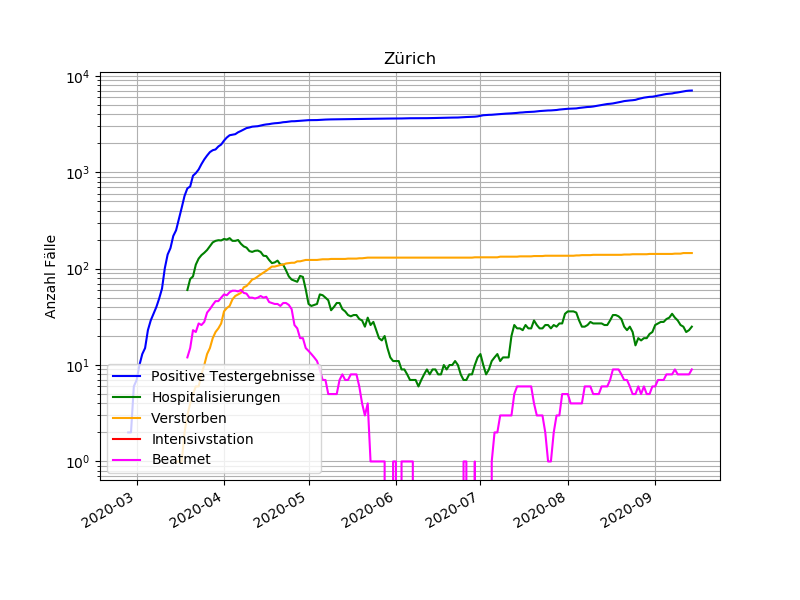 Zürich
Anzahl Fälle
10^4
10^3
10^2
10^1
10^0
Positive Testergebnisse
Hospitalisierungen
Verstorben
Intensivstation
Beatmet
2020-03
2020-04
2020-05
2020-06
2020-07
2020-08
2020-09